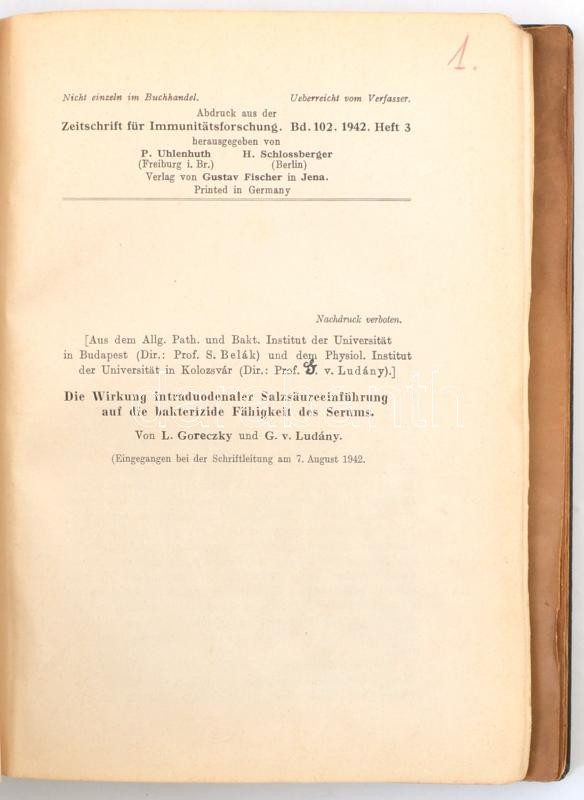 1.
Nicht einzeln im Buchhandel. Ueberreicht vom Verfasser.
Abdruck aus der
Zeitschrift für Immunitätsforschung. Bd. 102. 1942. Heft 3
herausgegeben von
P. Uhlenhuth H. Schlossberger
(Freiburg i. Br.) (Berlin)
Verlag von Gustav Fischer in Jena.
Printed in Germany
Nachdruck verboten.
[Aus dem Allg. Path. und Bakt. Institut der Universität
in Budapest (Dir.: Prof. S. Belák) und dem Physiol. Institut
der Universität in Kolozsvár (Dir.: Prof. G. v. Ludány).]
Die Wirkung intraduodenaler Salzsäureeinführung
auf die bakterizide Fähigkeit des Serums.
Von L. Goreczky und G. v. Ludány.
(Eingegangen bei der Schriftleitung am 7. August 1942.
darabanth